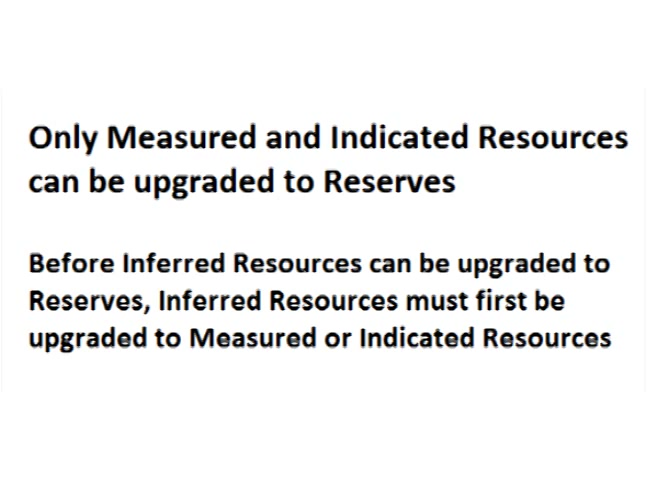 Only Measured and Indicated Resources
can be upgraded to Reserves
Before Inferred Resources can be upgraded to
Reserves, Inferred Resources must first be
upgraded to Measured or Indicated Resources